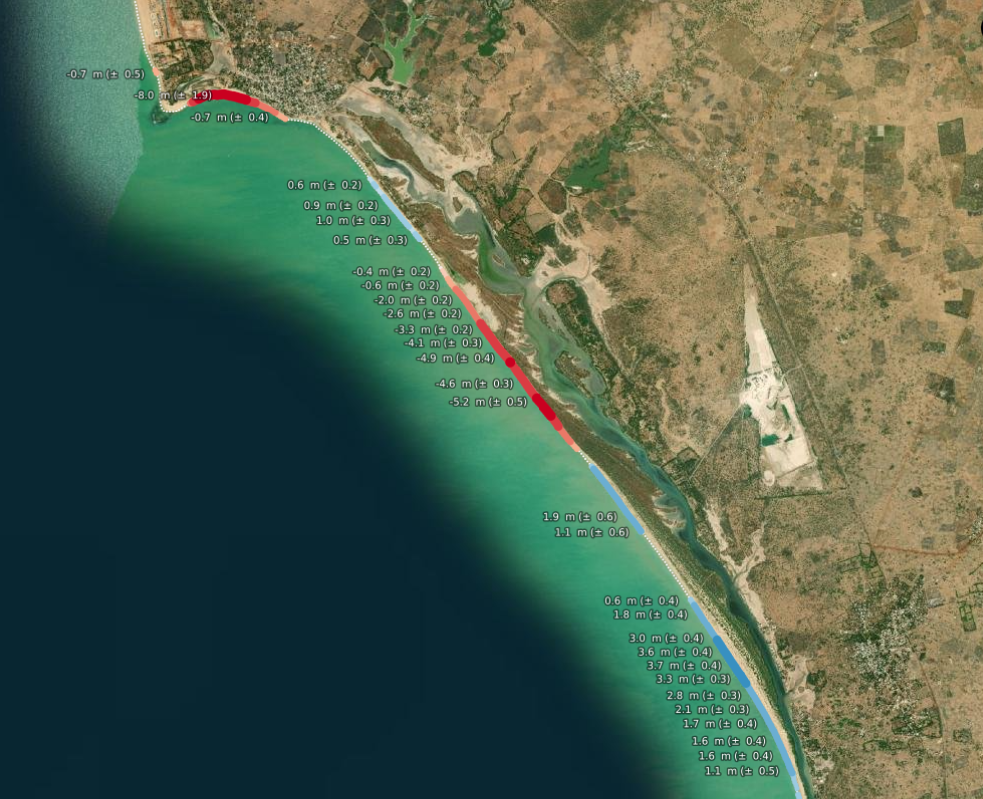 -0.7 m (± 0.5)
-8.0 m (± 1.9)
-0.7 m (± 0.4)
0.6 m (± 0.2)
0.9 m (± 0.2)
1.0 m (± 0.3)
0.5 m (± 0.3)
-0.4 m (± 0.2)
-0.6 m (± 0.2)
-2.0 m (± 0.2)
-2.6 m (± 0.2)
-3.3 m (± 0.2)
-4.1 m (± 0.3)
-4.9 m (± 0.4)
-4.6 m (± 0.3)
-5.2 m (± 0.5)
1.9 m (± 0.6)
1.1 m (± 0.6)
0.6 m (± 0.4)
1.8 m (± 0.4)
3.0 m (± 0.4)
3.6 m (± 0.4)
3.7 m (± 0.4)
3.3 m (± 0.3)
2.8 m (± 0.3)
2.1 m (± 0.3)
1.7 m (± 0.4)
1.6 m (± 0.4)
1.6 m (± 0.4)
1.1 m (± 0.5)